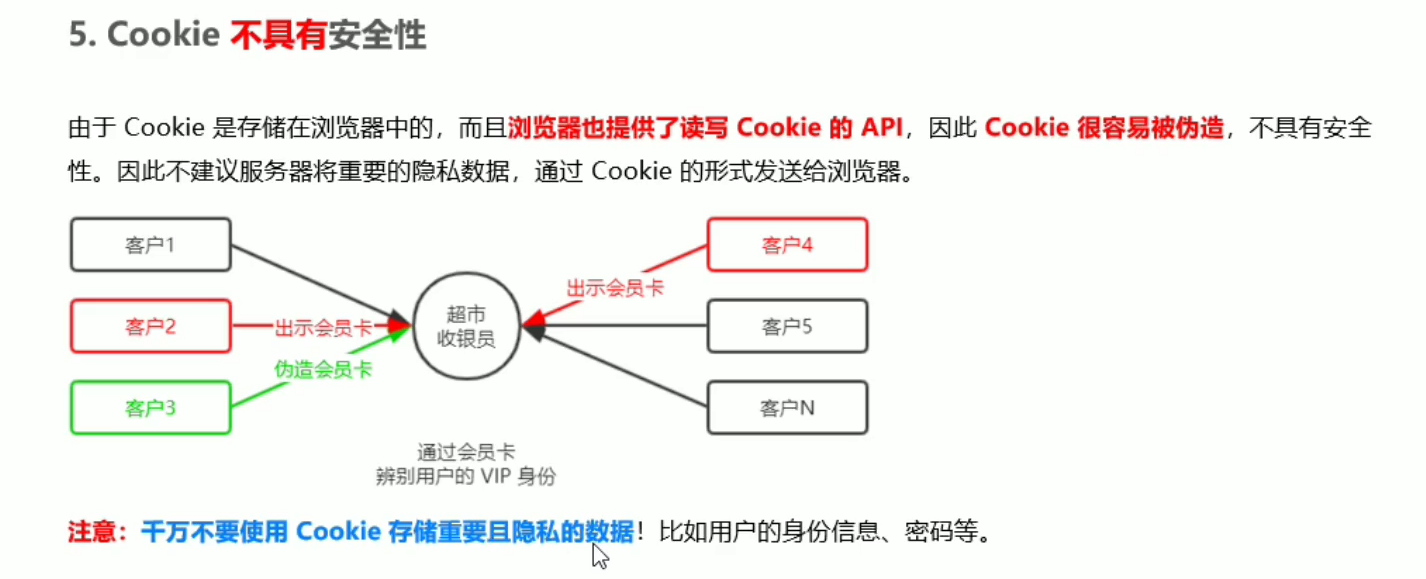 5. Cookie 不具有安全性
由于 Cookie 是存储在浏览器中的，而且浏览器也提供了读写 Cookie 的 API，因此 Cookie 很容易被伪造，不具有安全
性。因此不建议服务器将重要的隐私数据，通过 Cookie 的形式发送给浏览器。
客户1
客户4
出示会员卡
超市
收银员
客户2
出示会员卡
客户5
伪造会员卡
客户3
客户N
通过会员卡
辨别用户的 VIP 身份
注意：千万不要使用 Cookie 存储重要且隐私的数据！比如用户的身份信息、密码等。